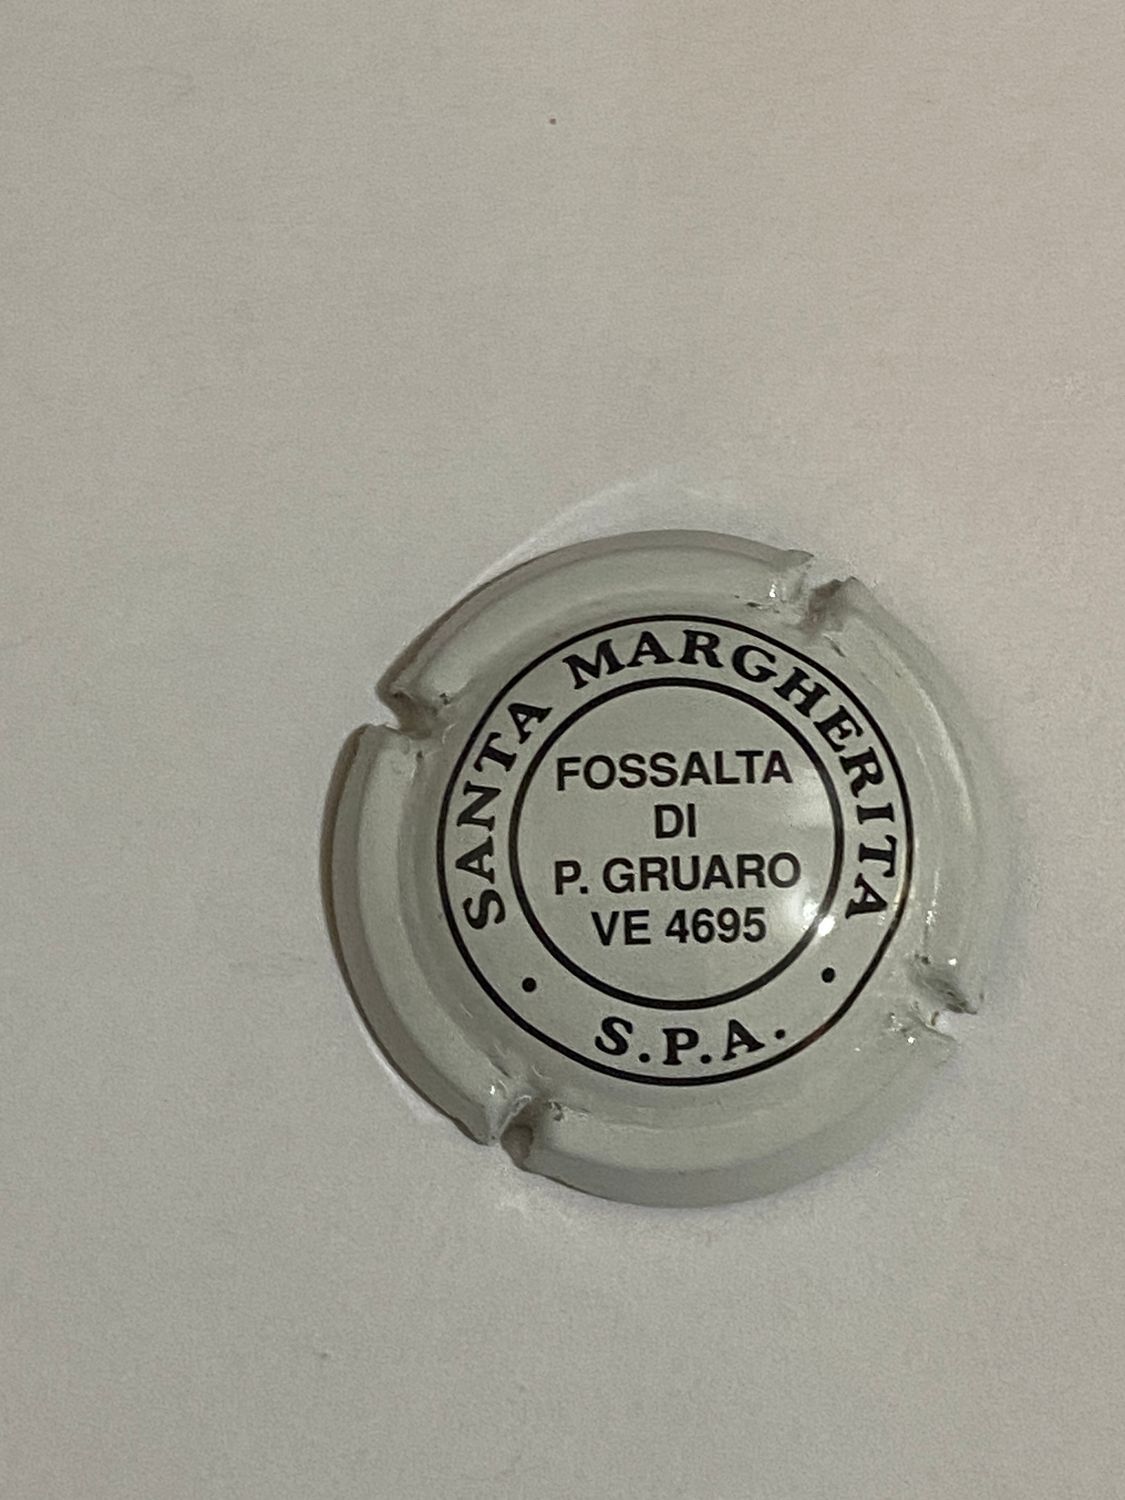 SANTA MARGHERITA
FOSSALTA
DI
P. GRUARO
VE 4695
S.P.A.